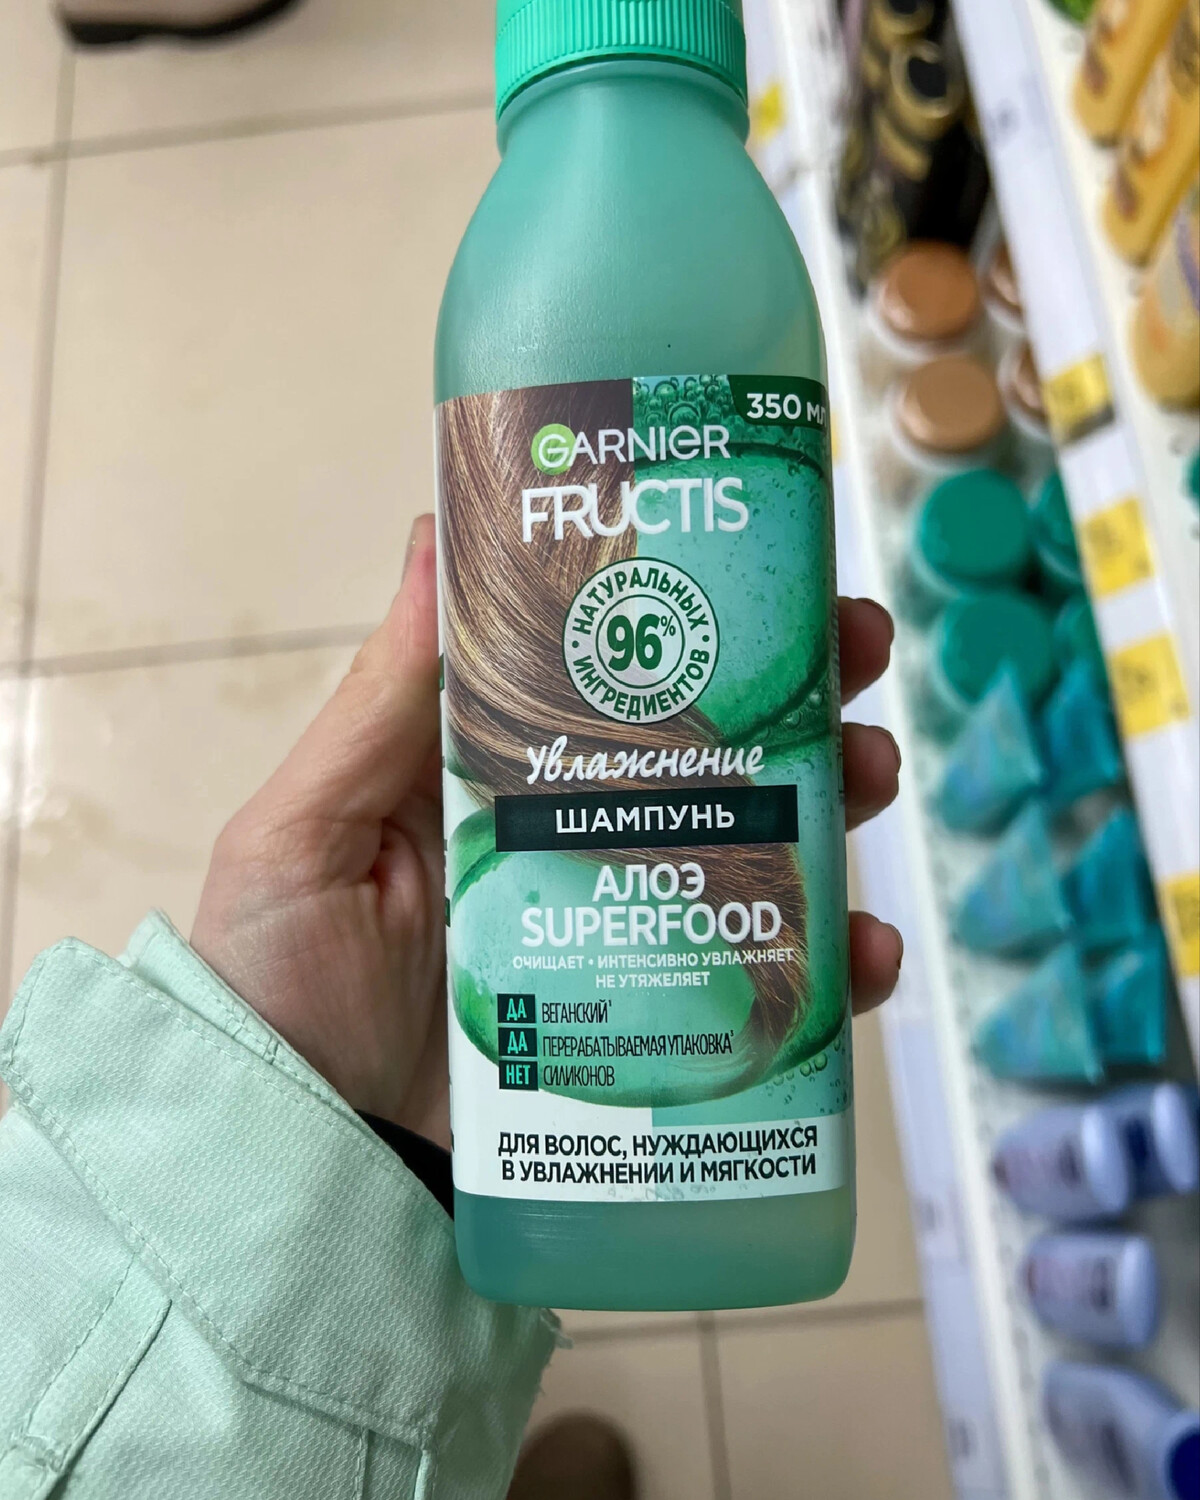 350 мл
GARNIER
FRUCTIS
НАТУРАЛЬНЫХ
96%
ИНГРЕДИЕНТОВ
Увлажнение
ШАМПУНЬ
АЛОЭ
SUPERFOOD
ОЧИЩАЕТ • ИНТЕНСИВНО УВЛАЖНЯЕТ
НЕ УТЯЖЕЛЯЕТ
ДА ВЕГАНСКИЙ¹
ДА ПЕРЕРАБАТЫВАЕМАЯ УПАКОВКА³
НЕТ СИЛИКОНОВ
ДЛЯ ВОЛОС, НУЖДАЮЩИХСЯ
В УВЛАЖНЕНИИ И МЯГКОСТИ